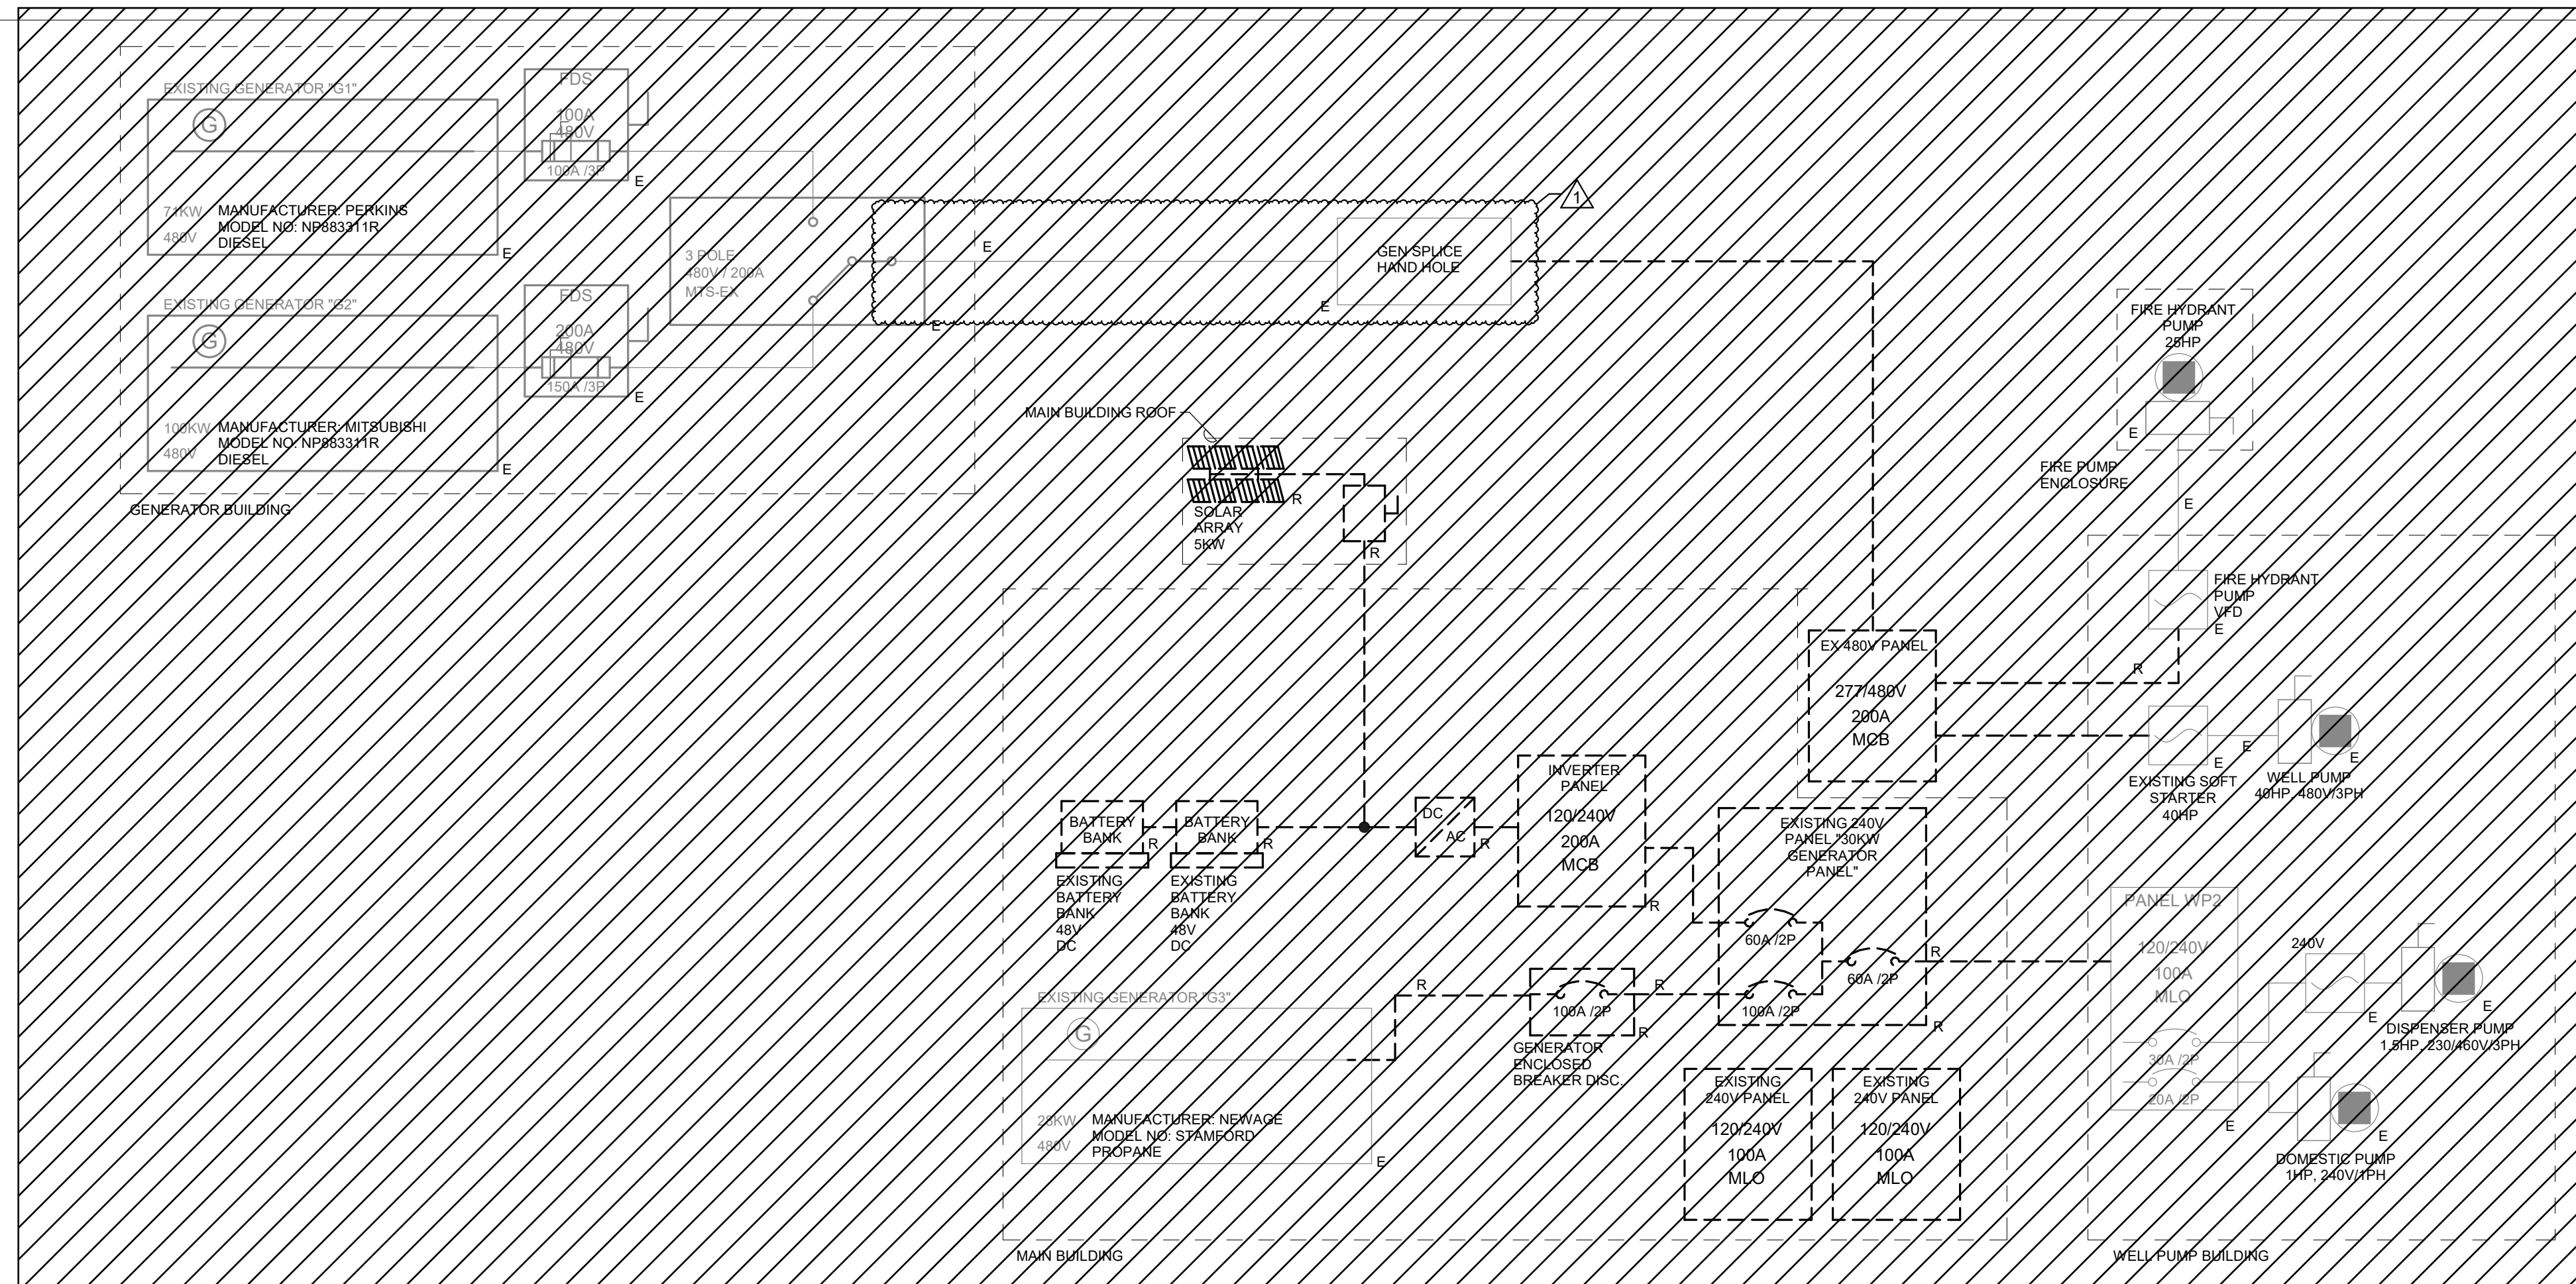 EXISTING GENERATOR "G1"
G
71KW
480V
MANUFACTURER: PERKINS
MODEL NO: NP883311R
DIESEL
E
FDS
100A
480V
100A /3P
E
EXISTING GENERATOR "G2"
G
100KW
480V
MANUFACTURER: MITSUBISHI
MODEL NO: NP883311R
DIESEL
E
FDS
200A
480V
150A /3P
E
GENERATOR BUILDING
3 POLE
480V / 200A
MTS-EX
E
E
GEN SPLICE
HAND HOLE
E
1
MAIN BUILDING ROOF
SOLAR
ARRAY
5KW
R
R
FIRE HYDRANT
PUMP
25HP
E
FIRE PUMP
ENCLOSURE
E
FIRE HYDRANT
PUMP
VFD
E
EX 480V PANEL
277/480V
200A
MCB
R
EXISTING SOFT
STARTER
40HP
E
E
WELL PUMP
40HP, 480V/3PH
E
BATTERY
BANK
R
EXISTING
BATTERY
BANK
48V
DC
BATTERY
BANK
R
EXISTING
BATTERY
BANK
48V
DC
DC
AC
R
INVERTER
PANEL
120/240V
200A
MCB
R
EXISTING 240V
PANEL "30KW
GENERATOR
PANEL"
60A /2P
60A /2P
100A /2P
R
R
EXISTING GENERATOR "G3"
G
28KW
480V
MANUFACTURER: NEWAGE
MODEL NO: STAMFORD
PROPANE
E
R
100A /2P
R
R
GENERATOR
ENCLOSED
BREAKER DISC.
EXISTING
240V PANEL
120/240V
100A
MLO
EXISTING
240V PANEL
120/240V
100A
MLO
MAIN BUILDING
PANEL WP2
120/240V
100A
MLO
30A /2P
20A /2P
240V
E
E
DISPENSER PUMP
1.5HP, 230/460V/3PH
E
E
DOMESTIC PUMP
1HP, 240V/1PH
WELL PUMP BUILDING